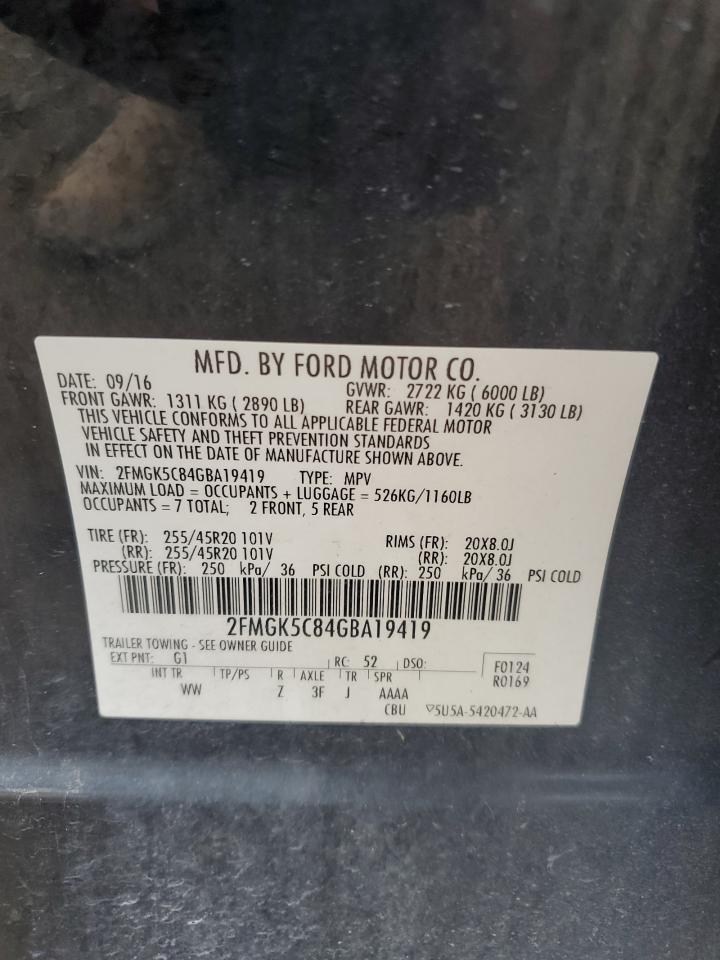 MFD. BY FORD MOTOR CO.
DATE: 09/16 GVWR: 2722 KG ( 6000 LB)
FRONT GAWR: 1311 KG ( 2890 LB) REAR GAWR: 1420 KG ( 3130 LB)
THIS VEHICLE CONFORMS TO ALL APPLICABLE FEDERAL MOTOR
VEHICLE SAFETY AND THEFT PREVENTION STANDARDS
IN EFFECT ON THE DATE OF MANUFACTURE SHOWN ABOVE.
VIN: 2FMGK5C84GBA19419 TYPE: MPV
MAXIMUM LOAD = OCCUPANTS + LUGGAGE = 526KG/1160LB
OCCUPANTS = 7 TOTAL; 2 FRONT, 5 REAR
TIRE (FR): 255/45R20 101V RIMS (FR): 20X8.0J
(RR): 255/45R20 101V (RR): 20X8.0J
PRESSURE (FR): 250 kPa/ 36 PSI COLD (RR): 250 kPa/ 36 PSI COLD
2FMGK5C84GBA19419
TRAILER TOWING - SEE OWNER GUIDE
EXT PNT: G1 RC: 52 DSO: F0124
INT TR TP/PS R AXLE TR SPR R0169
WW Z 3F J AAAA
CBU ▽5U5A-5420472-AA